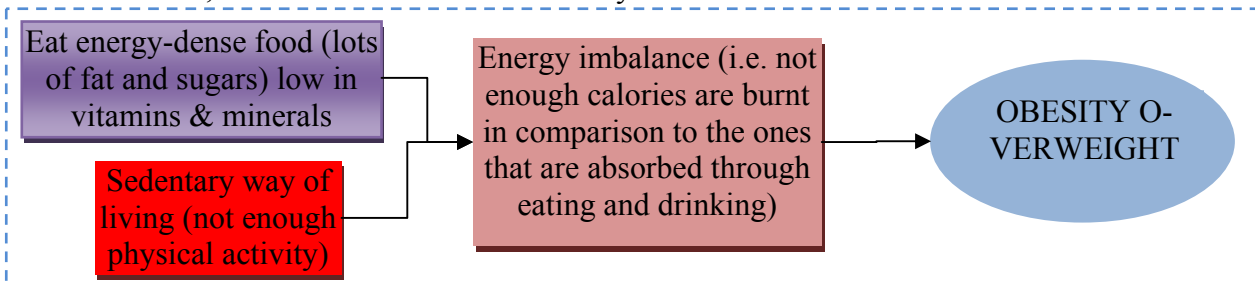 Eat energy-dense food (lots
of fat and sugars) low in
vitamins & minerals
Sedentary way of
living (not enough
physical activity)
Energy imbalance (i.e. not
enough calories are burnt
in comparison to the ones
that are absorbed through
eating and drinking)
OBESITY O-
VERWEIGHT